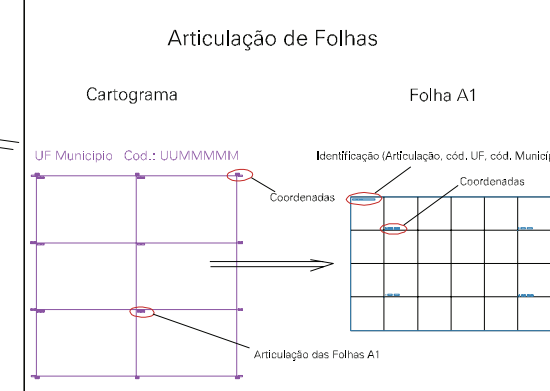 Articulação de Folhas
Cartograma
Folha A1
UF Municipio Cod.: UUMMMMM
Identificação (Articulação, cód. UF, cód. Municíp
Coordenadas
Coordenadas
Articulação das Folhas A1